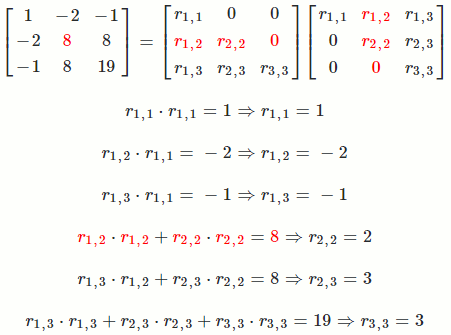 [ 1 −2 −1 ] [ r1,1 0 0 ] [ r1,1 r1,2 r1,3 ]
[ −2 8 8 ] = [ r1,2 r2,2 0 ] [ 0 r2,2 r2,3 ]
[ −1 8 19 ] [ r1,3 r2,3 r3,3 ] [ 0 0 r3,3 ]
r1,1 · r1,1 = 1 ⇒ r1,1 = 1
r1,2 · r1,1 = −2 ⇒ r1,2 = −2
r1,3 · r1,1 = −1 ⇒ r1,3 = −1
r1,2 · r1,2 + r2,2 · r2,2 = 8 ⇒ r2,2 = 2
r1,3 · r1,2 + r2,3 · r2,2 = 8 ⇒ r2,3 = 3
r1,3 · r1,3 + r2,3 · r2,3 + r3,3 · r3,3 = 19 ⇒ r3,3 = 3